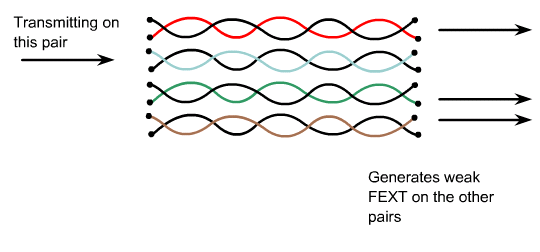 Transmitting on
this pair
Generates weak
FEXT on the other
pairs